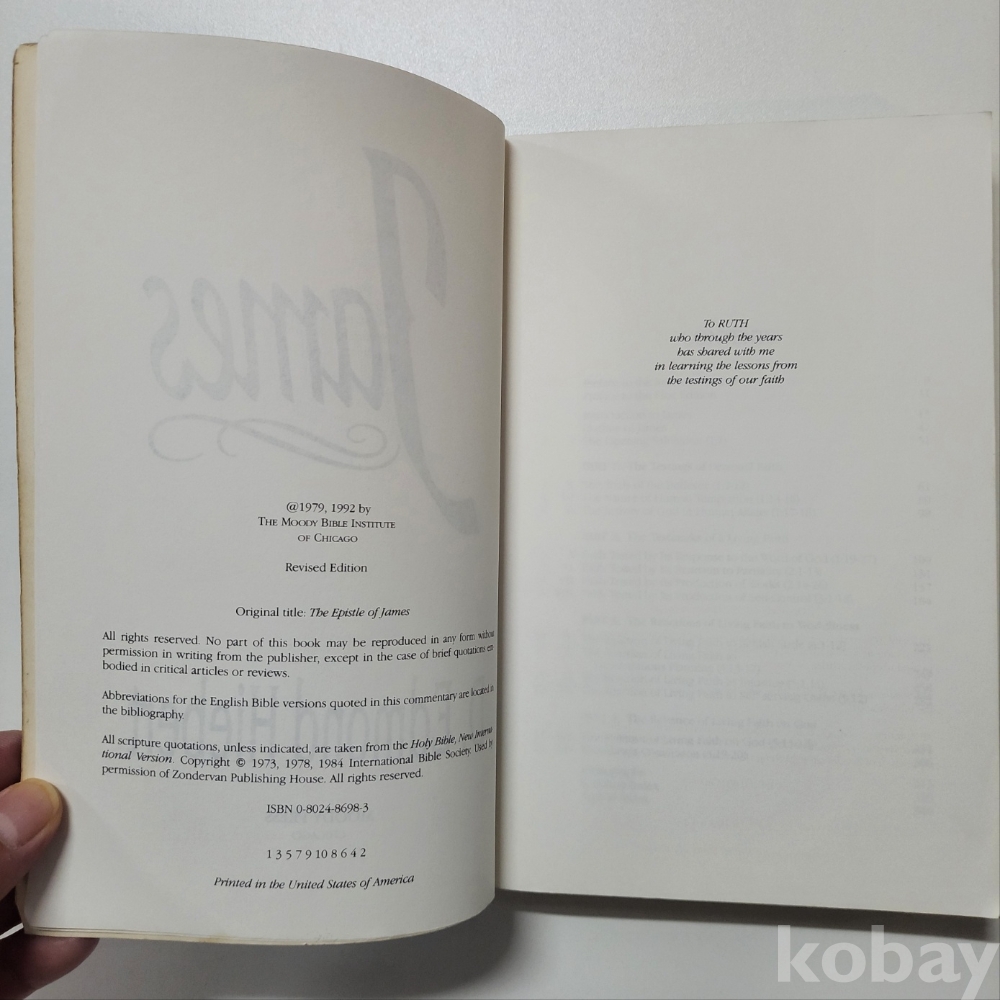 @1979, 1992 by
THE MOODY BIBLE INSTITUTE
OF CHICAGO
Revised Edition
Original title: The Epistle of James
All rights reserved. No part of this book may be reproduced in any form without
permission in writing from the publisher, except in the case of brief quotations em-
bodied in critical articles or reviews.
Abbreviations for the English Bible versions quoted in this commentary are located in
the bibliography.
All scripture quotations, unless indicated, are taken from the Holy Bible, New Interna-
tional Version. Copyright © 1973, 1978, 1984 International Bible Society. Used by
permission of Zondervan Publishing House. All rights reserved.
ISBN 0-8024-8698-3
1 3 5 7 9 10 8 6 4 2
Printed in the United States of America
To RUTH
who through the years
has shared with me
in learning the lessons from
the testings of our faith
James
kobay